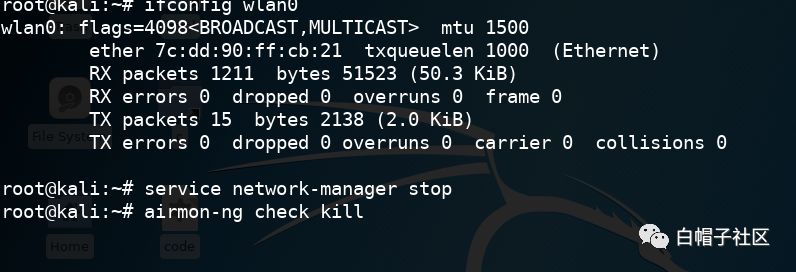 root@kali:~# ifconfig wlan0
wlan0: flags=4098<BROADCAST,MULTICAST>  mtu 1500
        ether 7c:dd:90:ff:cb:21  txqueuelen 1000  (Ethernet)
        RX packets 1211  bytes 51523 (50.3 KiB)
        RX errors 0  dropped 0  overruns 0  frame 0
        TX packets 15  bytes 2138 (2.0 KiB)
        TX errors 0  dropped 0 overruns 0  carrier 0  collisions 0
File Syst
root@kali:~# service network-manager stop
root@kali:~# airmon-ng check kill
Home
code
白帽子社区